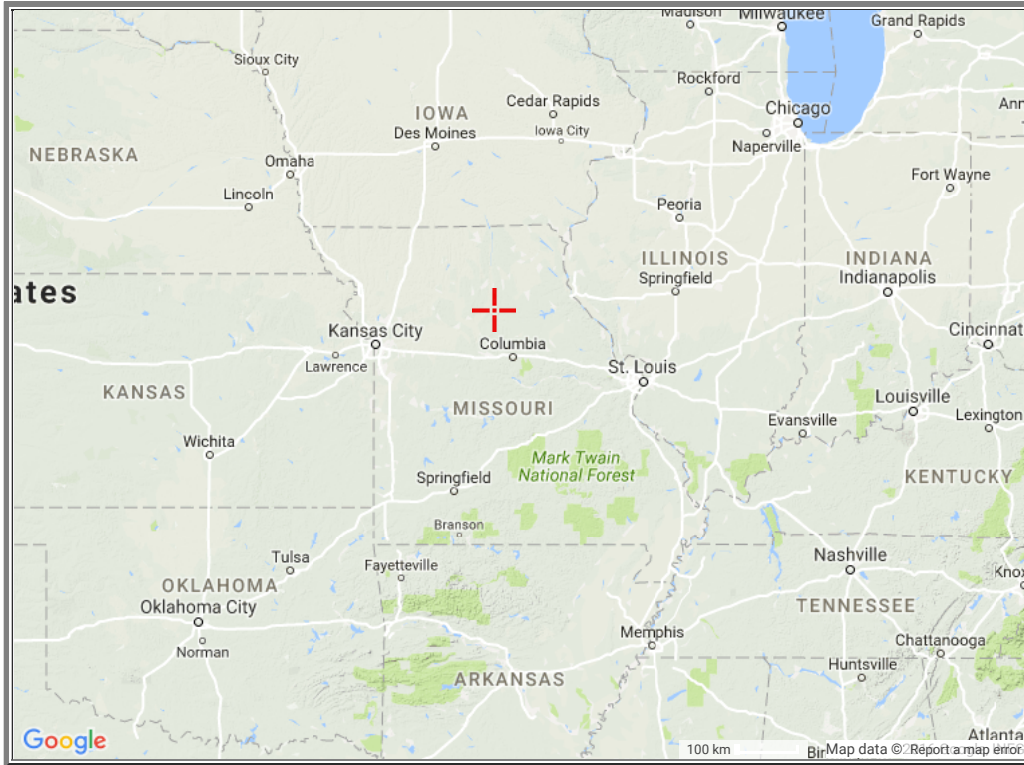 Madison
Milwaukee
Grand Rapids
Sioux City
Rockford
Cedar Rapids
Chicago
IOWA
Des Moines
Iowa City
Naperville
NEBRASKA
Omaha
Fort Wayne
Lincoln
Peoria
ILLINOIS
INDIANA
Springfield
Indianapolis
ates
Kansas City
Columbia
Cincinnat
Lawrence
St. Louis
KANSAS
MISSOURI
Louisville
Evansville
Lexington
Wichita
Mark Twain
National Forest
Springfield
KENTUCKY
Branson
Tulsa
Fayetteville
Nashville
OKLAHOMA
Knox
Oklahoma City
TENNESSEE
Memphis
Chattanooga
Norman
Huntsville
ARKANSAS
Atlanta
Google
100 km
Bir
Map data ©
Report a map error